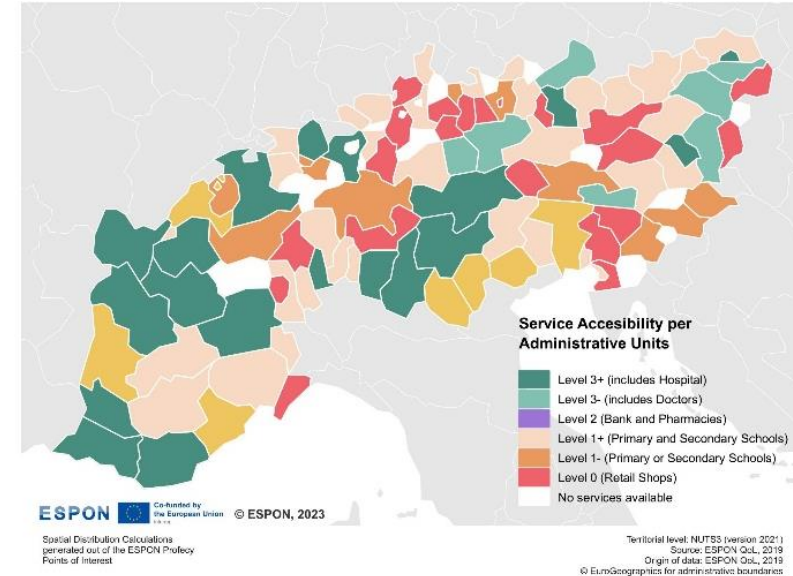 Service Accesibility per
Administrative Units
Level 3+ (includes Hospital)
Level 3- (includes Doctors)
Level 2 (Bank and Pharmacies)
Level 1+ (Primary and Secondary Schools)
Level 1- (Primary or Secondary Schools)
Level 0 (Retail Shops)
No services available
ESPON
Co-funded by
the European Union
© ESPON, 2023
Spatial Distribution Calculations
generated out of the ESPON Profecy
Points of Interest
Territorial level: NUTS3 (version 2021)
Source: ESPON QoL, 2019
Origin of data: ESPON QoL, 2019
© EuroGeographics for administrative boundaries